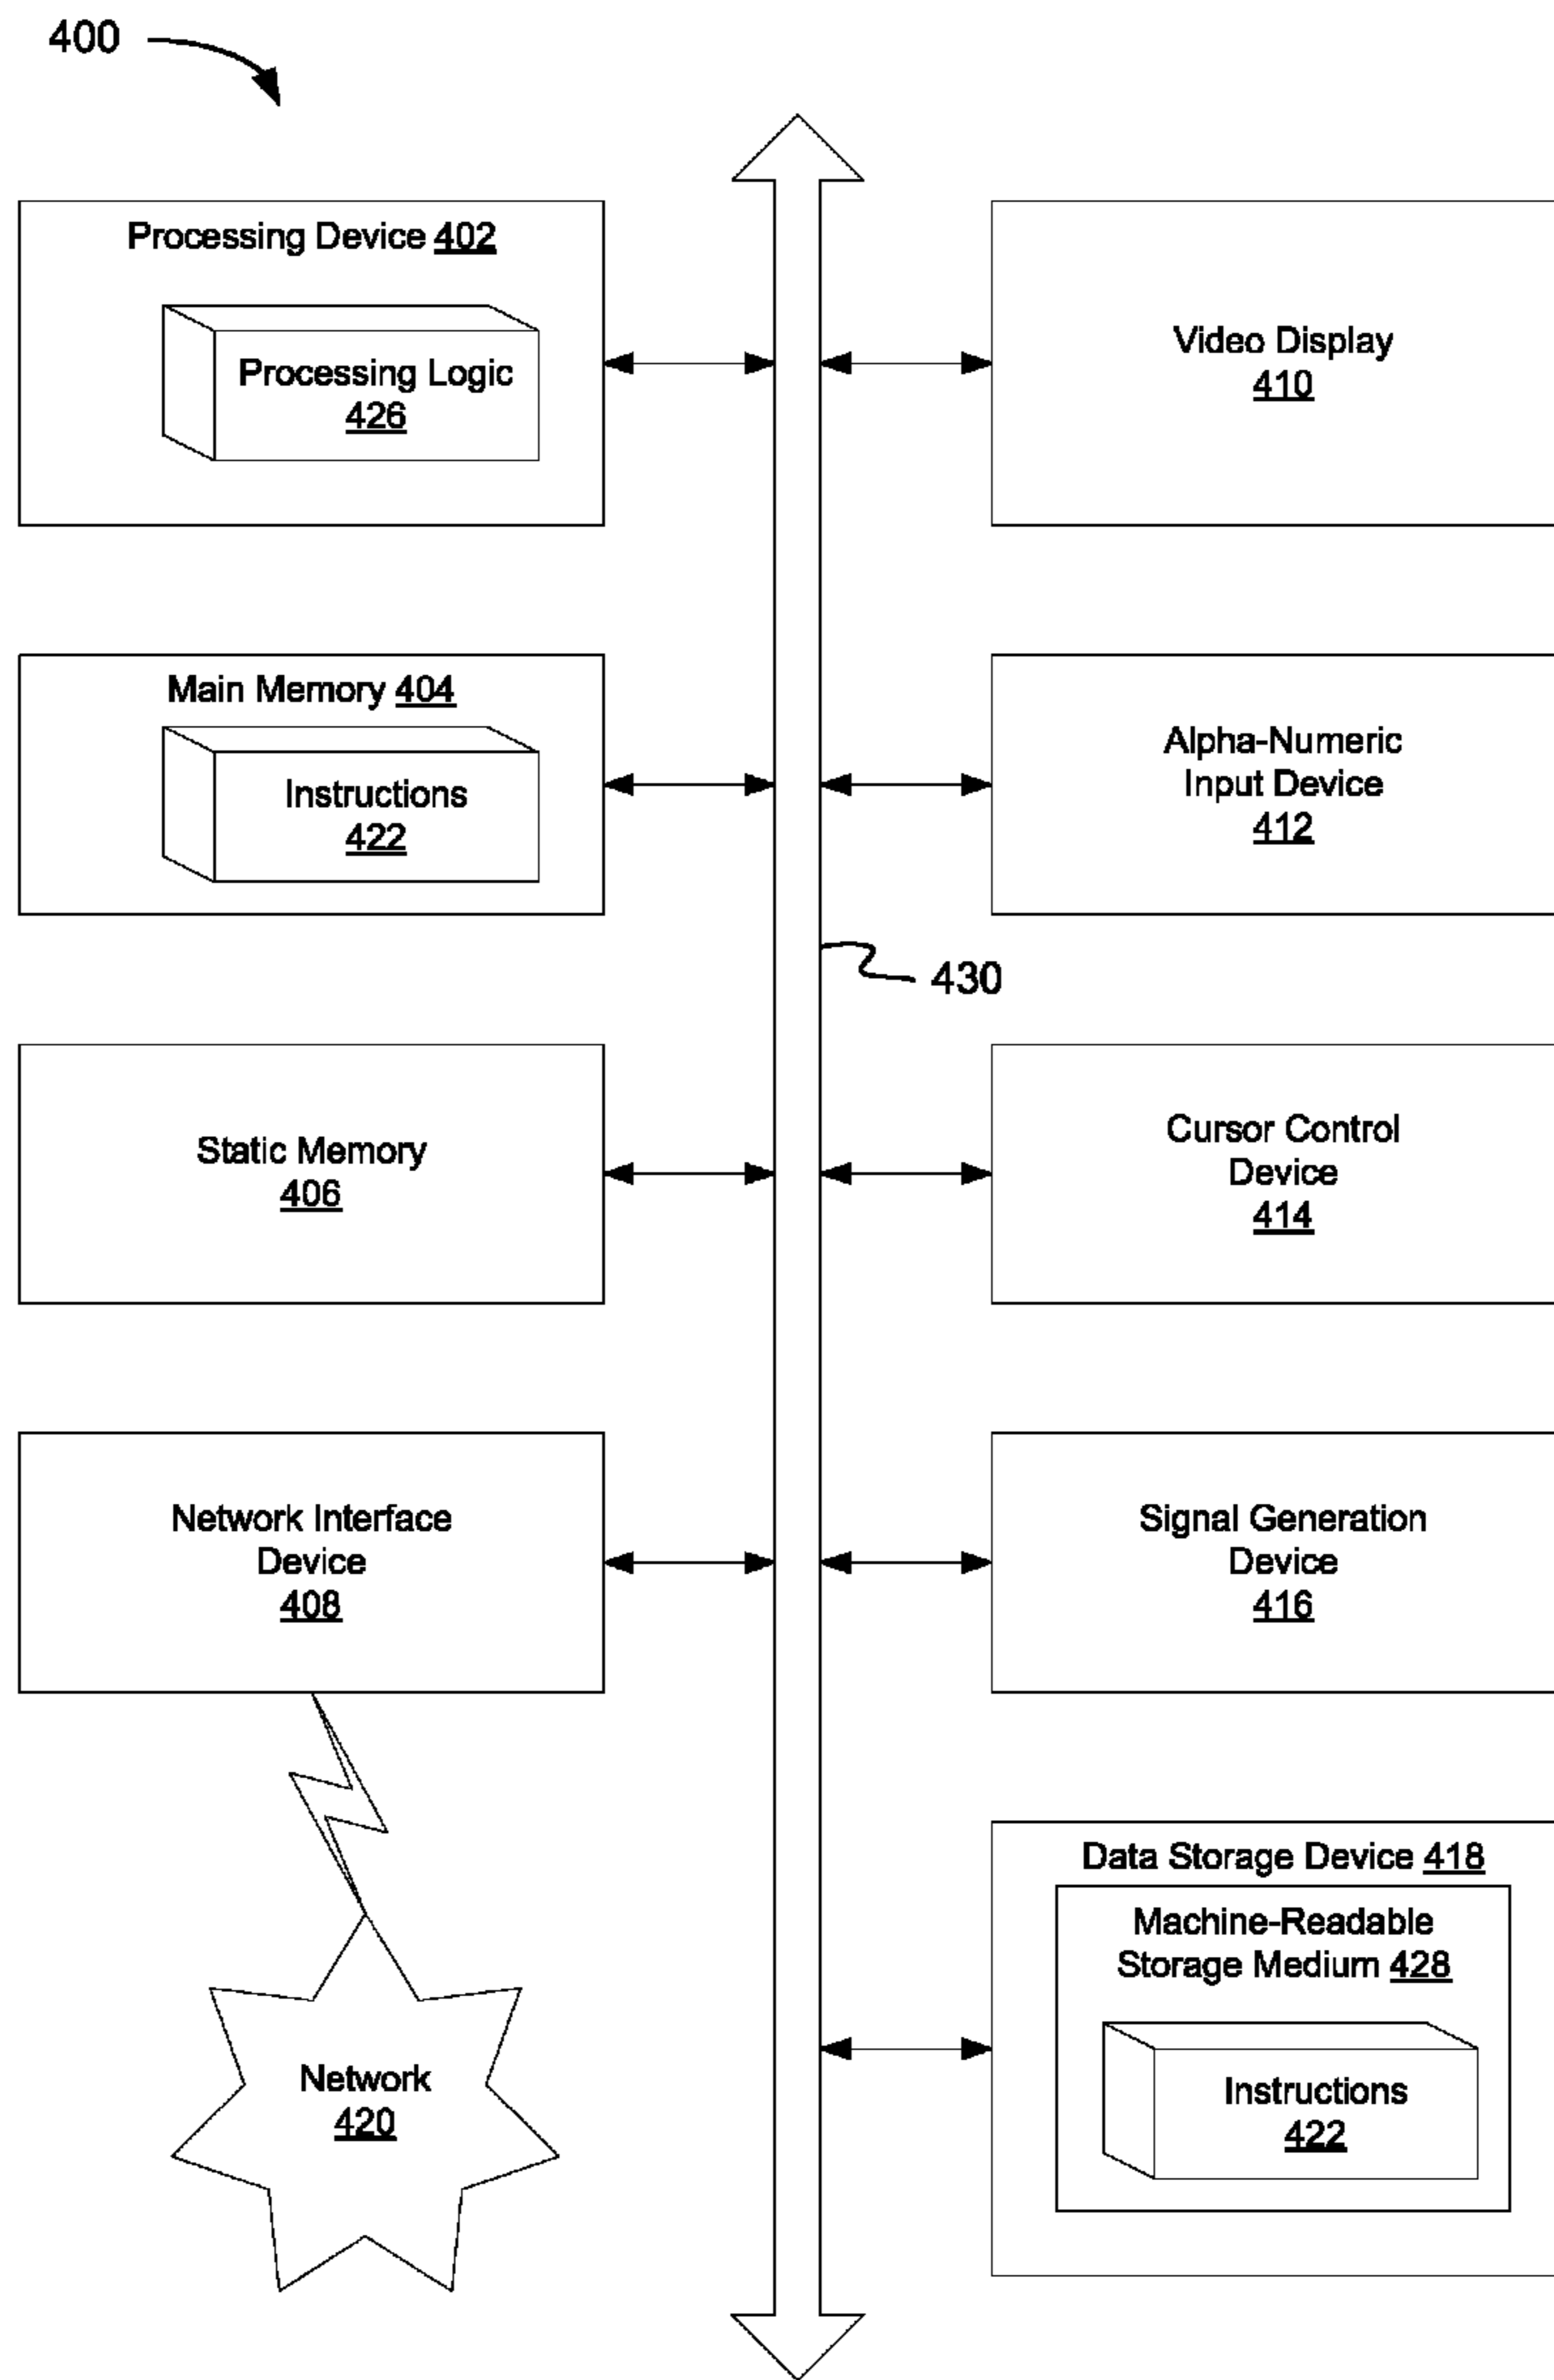 400
Processing Device 402
Processing Logic
426
Video Display
410
Main Memory 404
Instructions
422
Alpha-Numeric
Input Device
412
430
Static Memory
406
Cursor Control
Device
414
Network Interface
Device
408
Signal Generation
Device
416
Data Storage Device 418
Machine-Readable
Storage Medium 428
Instructions
422
Network
420